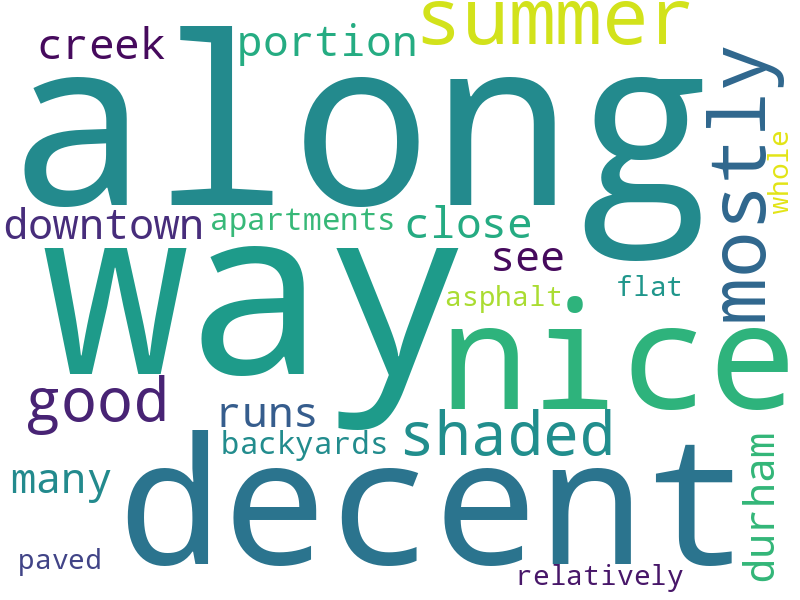 summer
creek
portion
along
mostly
whole
downtown
apartments
close
way
see
flat
asphalt
nice
good
runs
shaded
backyards
decent
many
durham
paved
relatively